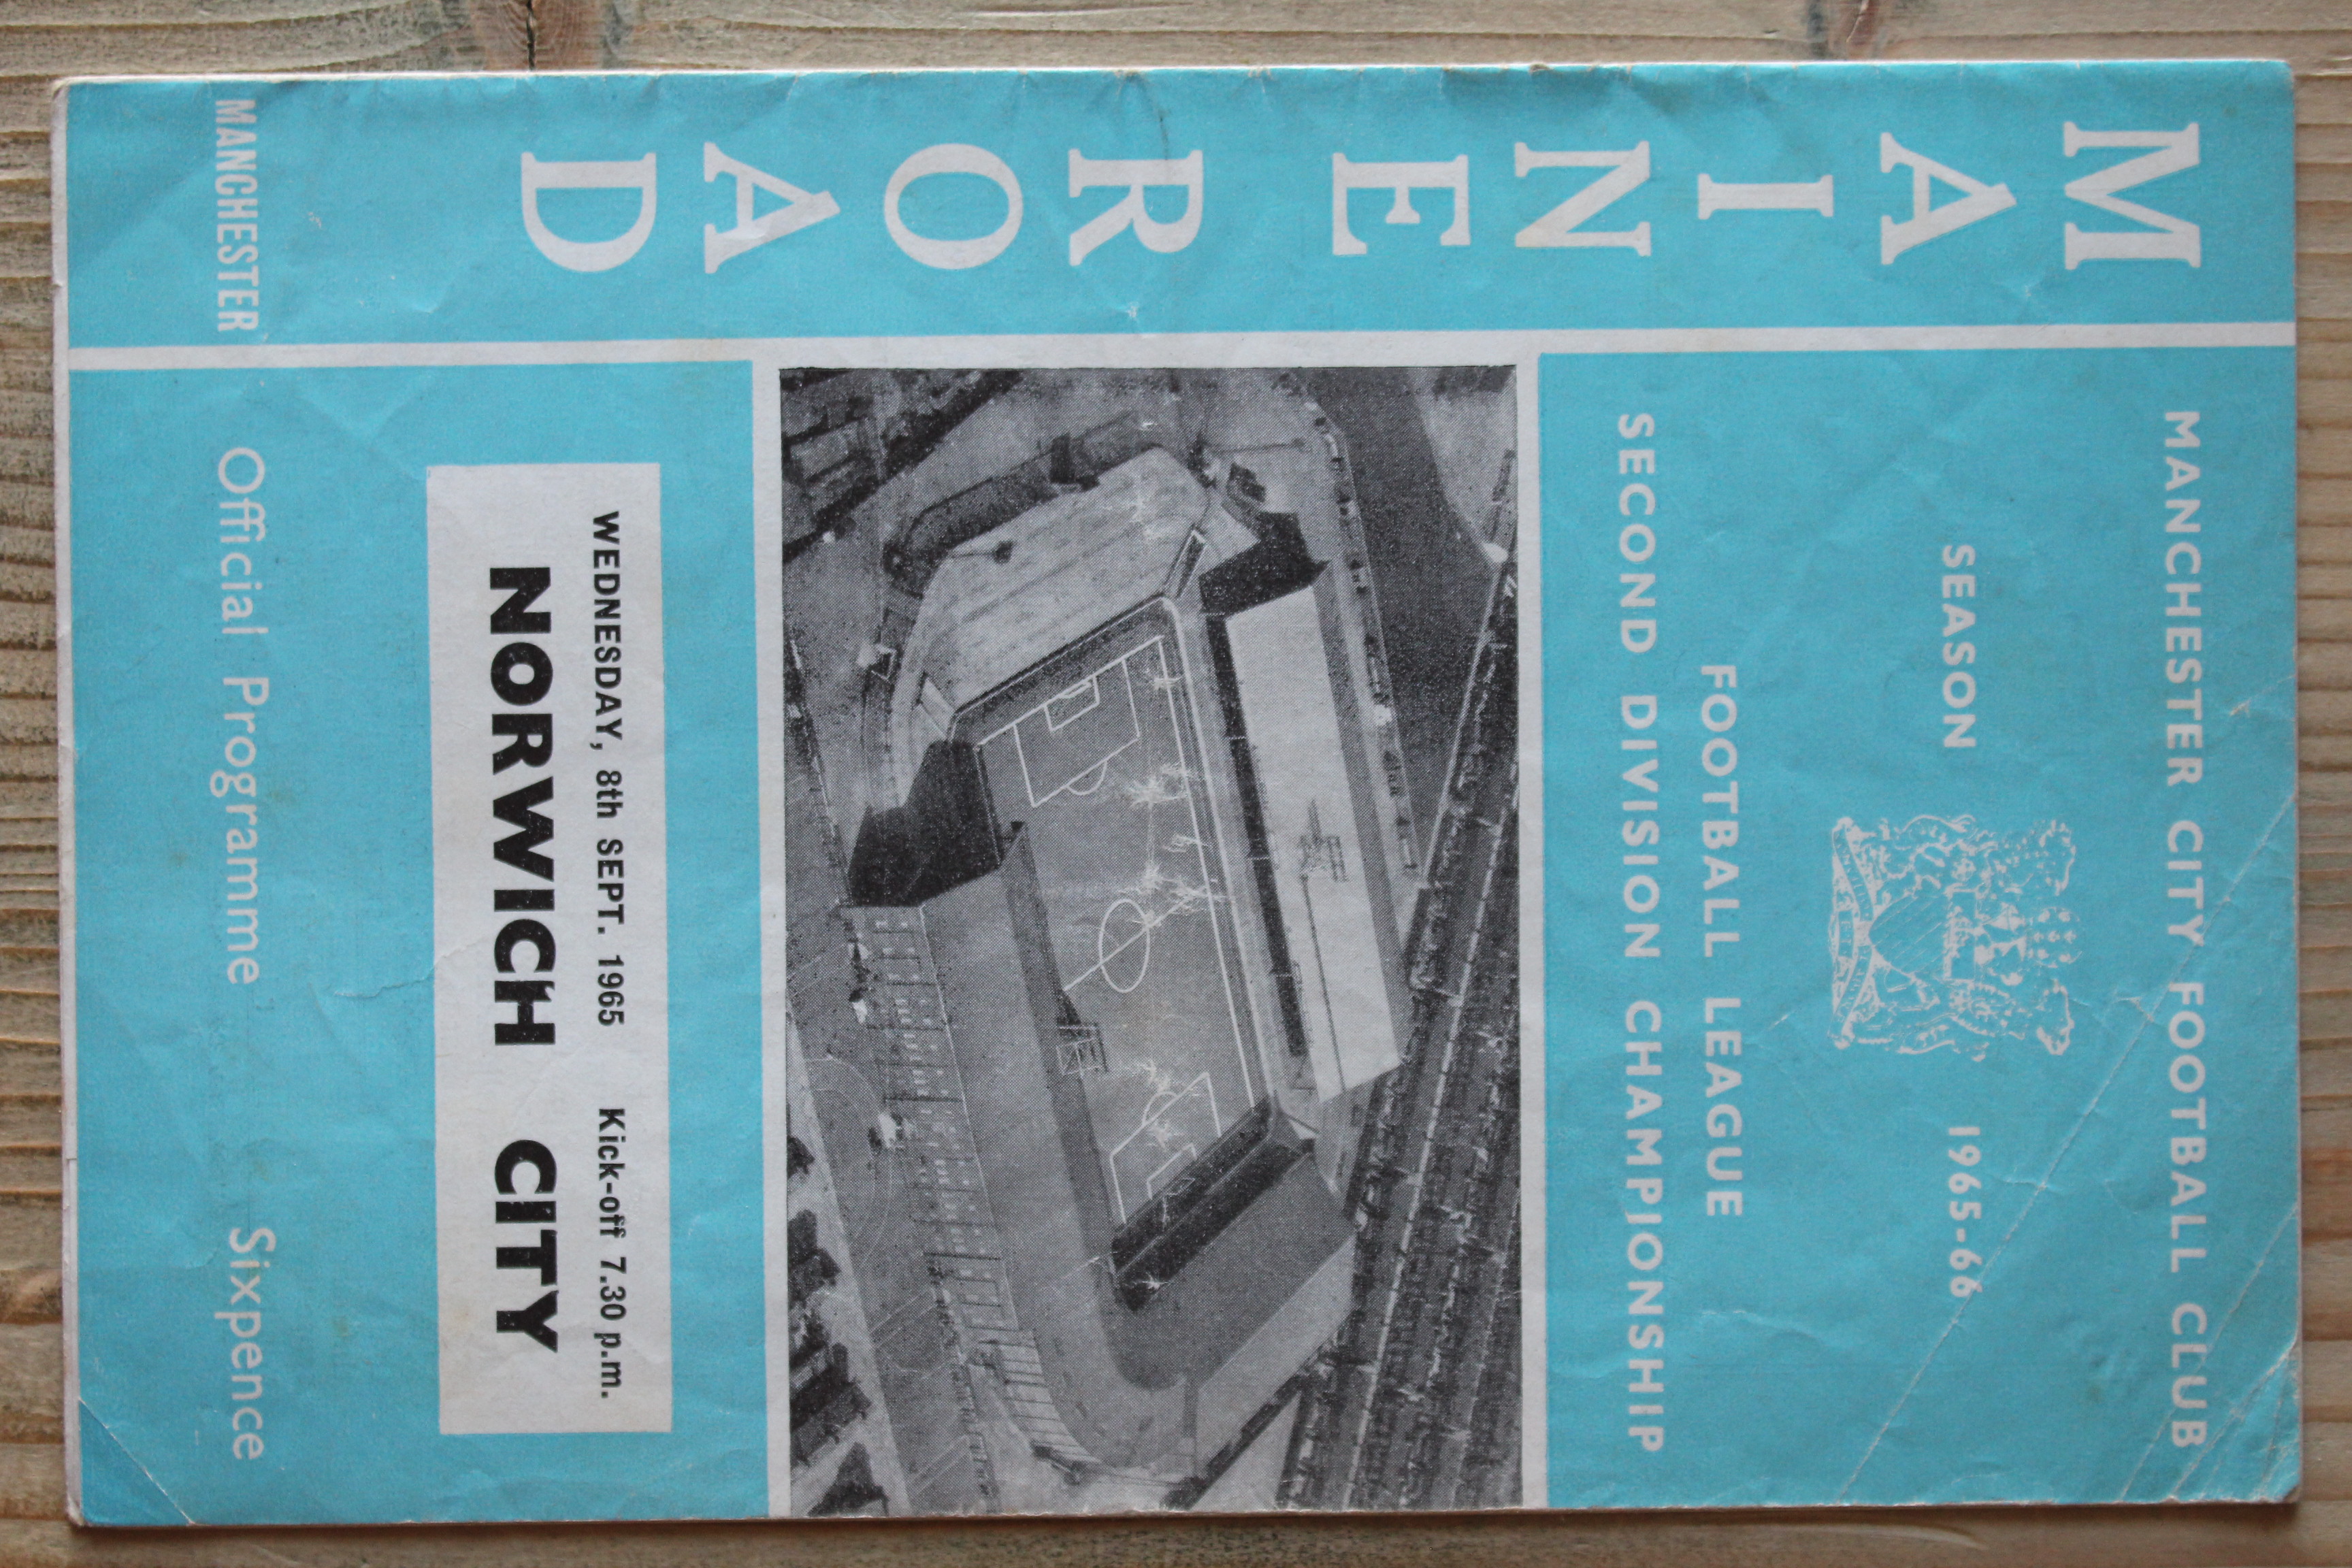 MAINE ROAD
MANCHESTER
MANCHESTER CITY FOOTBALL CLUB
SEASON 1965-66
FOOTBALL LEAGUE
SECOND DIVISION CHAMPIONSHIP
WEDNESDAY, 8th SEPT. 1965 Kick-off 7.30 p.m.
NORWICH CITY
Official Programme Sixpence